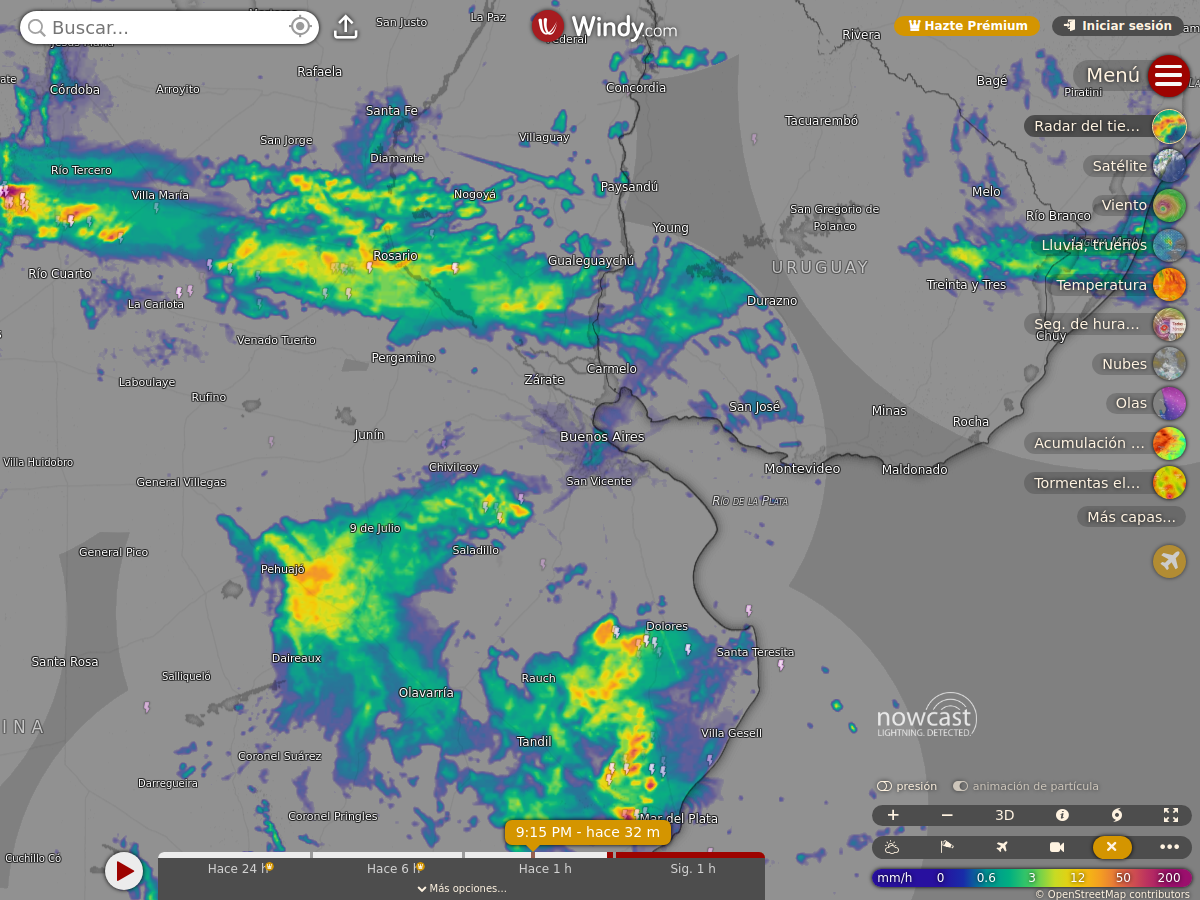 Buscar...
San Justo
La Paz
Windy.com
Federal
Hazte Prémium
Iniciar sesión
Rivera
Jesús María
Rafaela
Menú
Bagé
Piratini
Córdoba
Arroyito
Concordia
Santa Fe
Tacuarembó
Radar del tie...
San Jorge
Villaguay
Diamante
Satélite
Río Tercero
Villa María
Nogoyá
Paysandú
Melo
Viento
San Gregorio de
Polanco
Río Branco
Young
Lluvia, truenos
Rosario
Gualeguaychú
URUGUAY
Río Cuarto
Treinta y Tres
Temperatura
La Carlota
Durazno
Seg. de hura...
Chuy
Venado Tuerto
Pergamino
Carmelo
Nubes
Laboulaye
Zárate
Rufino
Olas
San José
Minas
Rocha
Junín
Buenos Aires
Acumulación ...
Villa Huidobro
Chivilcoy
Montevideo
Maldonado
General Villegas
San Vicente
Tormentas el...
Río de la Plata
Más capas...
9 de Julio
General Pico
Saladillo
Pehuajó
Dolores
Santa Rosa
Daireaux
Santa Teresita
Salliqueló
Rauch
Olavarría
INA
nowcast
LIGHTNING. DETECTED.
Tandil
Villa Gesell
Coronel Suárez
Darregueira
presión
animación de partícula
Coronel Pringles
Mar del Plata
+ − 3D
9:15 PM - hace 32 m
Cuchillo Có
Hace 24 h
Hace 6 h
Hace 1 h
Sig. 1 h
Más opciones...
mm/h 0 0.6 3 12 50 200
© OpenStreetMap contributors